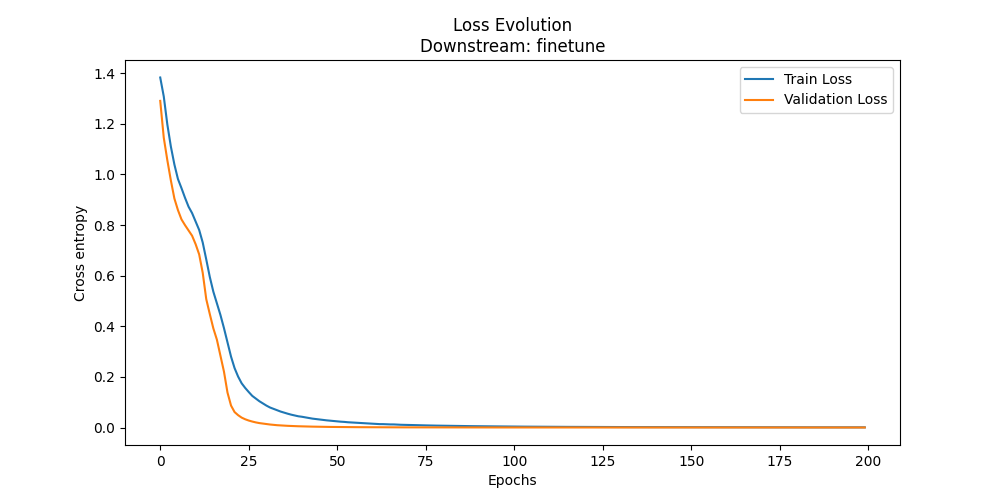 Loss Evolution
Downstream: finetune
Train Loss
Validation Loss
Cross entropy
1.4
1.2
1.0
0.8
0.6
0.4
0.2
0.0
0 25 50 75 100 125 150 175 200
Epochs